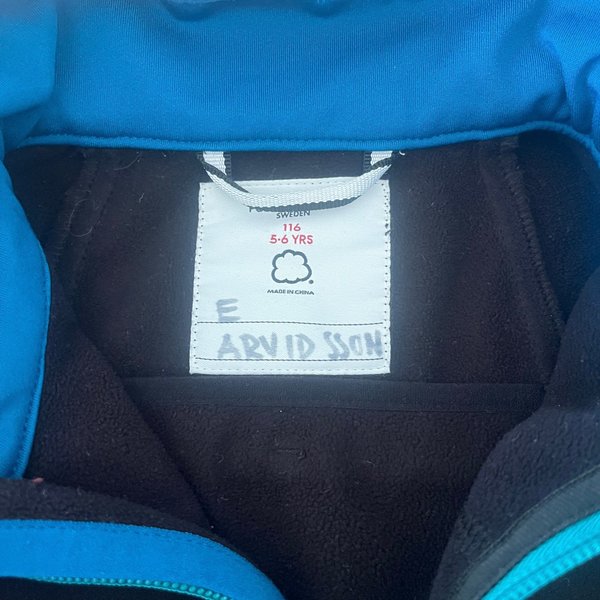 SWEDEN
116
5-6 YRS
MADE IN CHINA
E
ARVIDSSON